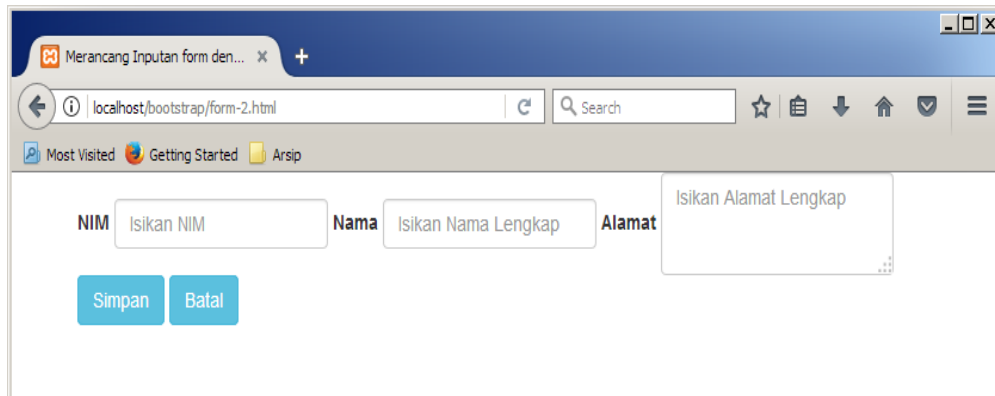 Merancang Inputan form den...
localhost/bootstrap/form-2.html
Search
Most Visited Getting Started Arsip
NIM Isikan NIM Nama Isikan Nama Lengkap Alamat Isikan Alamat Lengkap
Simpan Batal